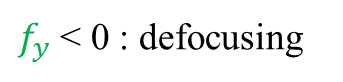 f_y < 0 : defocusing